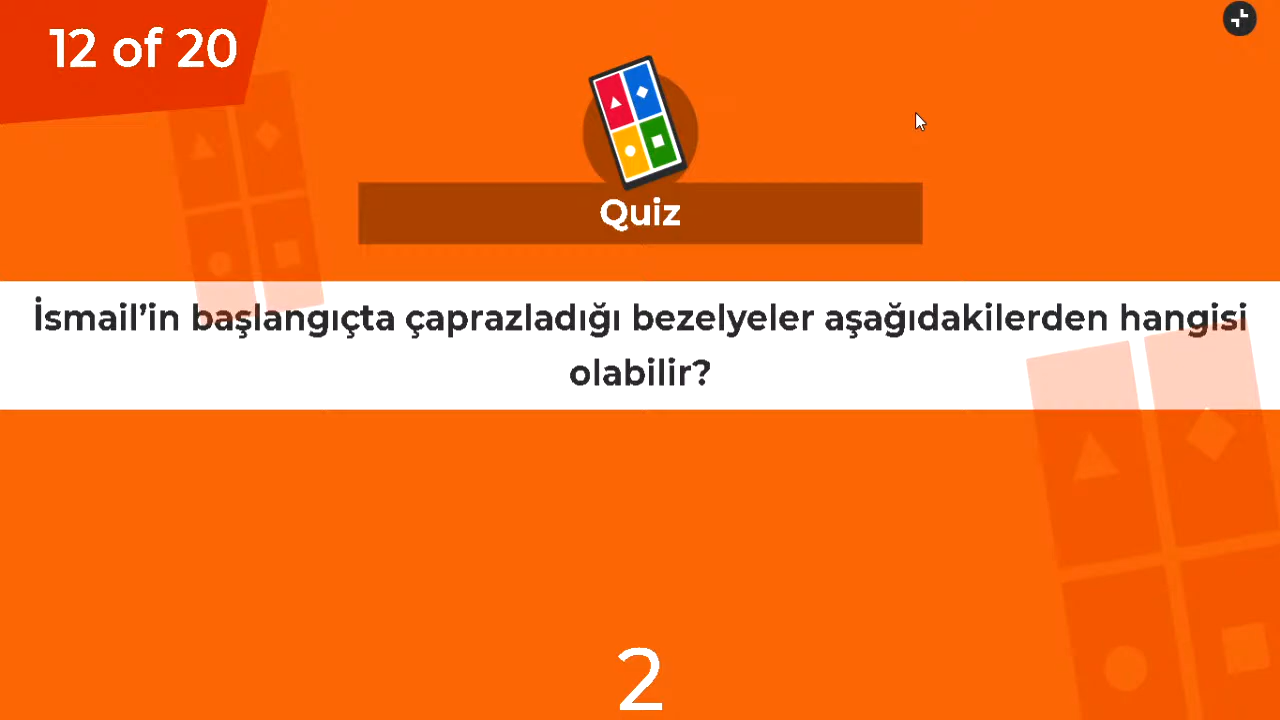 12 of 20
Quiz
İsmail’in başlangıçta çaprazladığı bezelyeler aşağıdakilerden hangisi
olabilir?
2